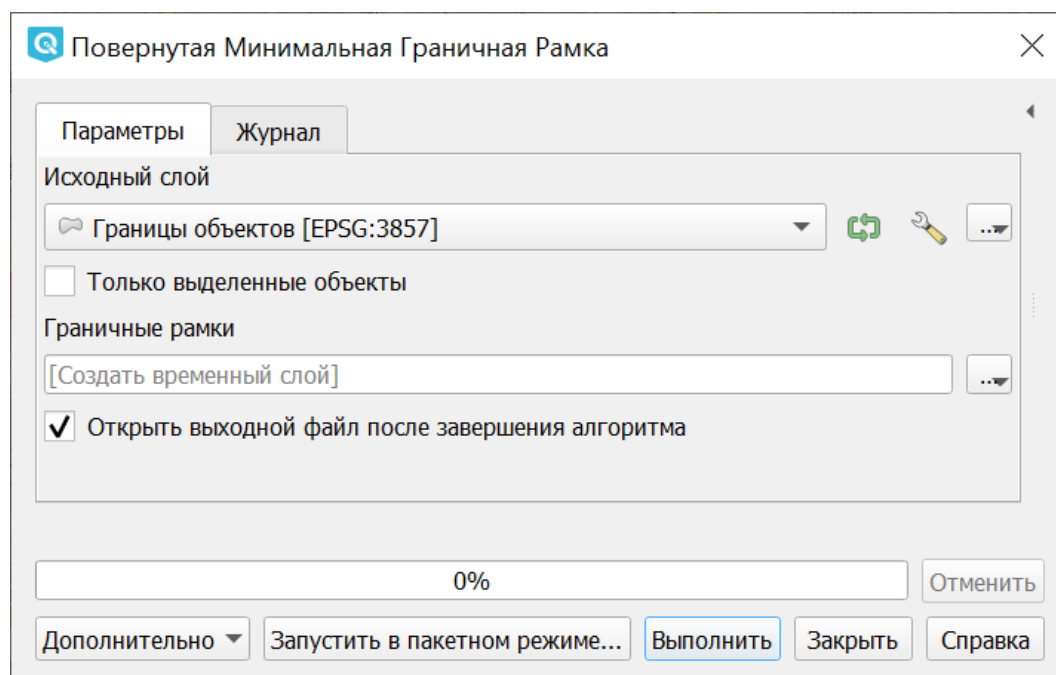 Повернутая Минимальная Граничная Рамка
Параметры Журнал
Исходный слой
Границы объектов [EPSG:3857]
...
Только выделенные объекты
Граничные рамки
[Создать временный слой]
...
Открыть выходной файл после завершения алгоритма
0% Отменить
Дополнительно Запустить в пакетном режиме... Выполнить Закрыть Справка